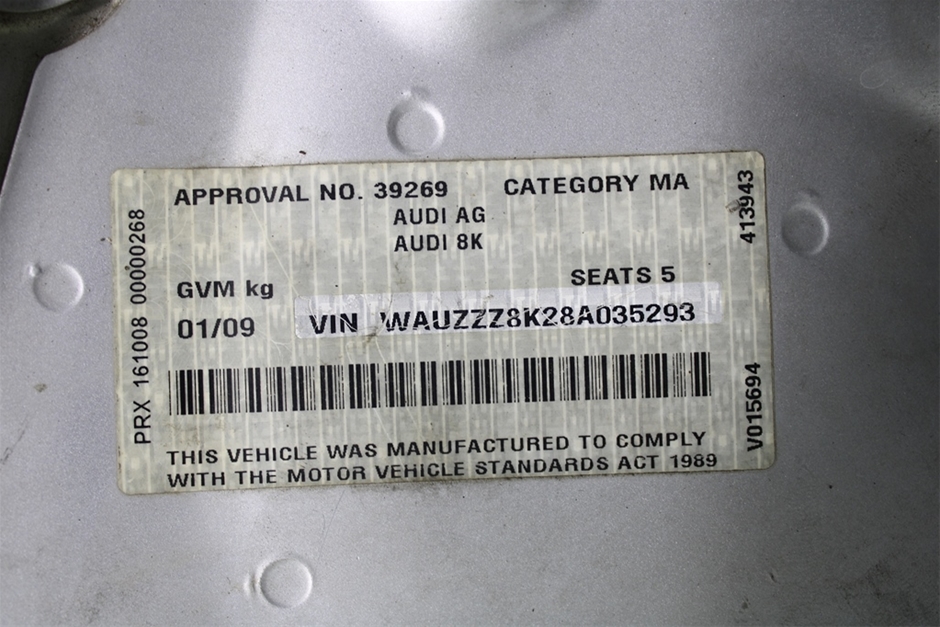 APPROVAL NO. 39269 CATEGORY MA
AUDI AG
AUDI 8K
GVM kg SEATS 5
01/09 VIN WAUZZZ8K28A035293
THIS VEHICLE WAS MANUFACTURED TO COMPLY
WITH THE MOTOR VEHICLE STANDARDS ACT 1989
PRX 161008 00000268
413943
V015694